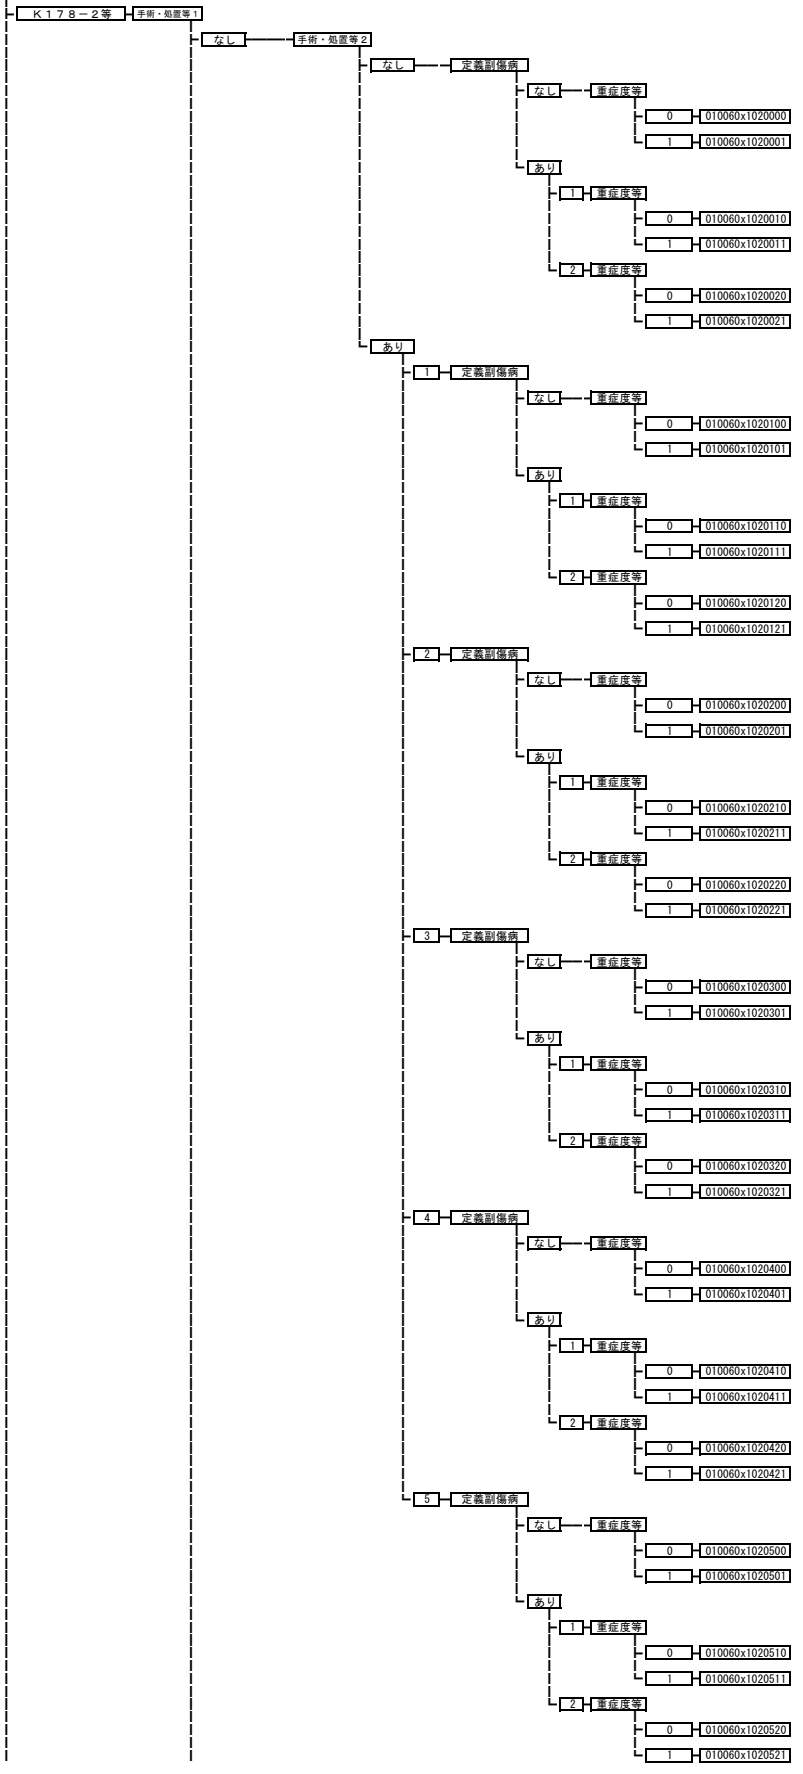 K178-2等 手術・処置等1
なし 手術・処置等2
なし 定義副傷病
なし 重症度等
0 010060x1020000
1 010060x1020001
あり
1 重症度等
0 010060x1020010
1 010060x1020011
2 重症度等
0 010060x1020020
1 010060x1020021
あり
1 定義副傷病
なし 重症度等
0 010060x1020100
1 010060x1020101
あり
1 重症度等
0 010060x1020110
1 010060x1020111
2 重症度等
0 010060x1020120
1 010060x1020121
2 定義副傷病
なし 重症度等
0 010060x1020200
1 010060x1020201
あり
1 重症度等
0 010060x1020210
1 010060x1020211
2 重症度等
0 010060x1020220
1 010060x1020221
3 定義副傷病
なし 重症度等
0 010060x1020300
1 010060x1020301
あり
1 重症度等
0 010060x1020310
1 010060x1020311
2 重症度等
0 010060x1020320
1 010060x1020321
4 定義副傷病
なし 重症度等
0 010060x1020400
1 010060x1020401
あり
1 重症度等
0 010060x1020410
1 010060x1020411
2 重症度等
0 010060x1020420
1 010060x1020421
5 定義副傷病
なし 重症度等
0 010060x1020500
1 010060x1020501
あり
1 重症度等
0 010060x1020510
1 010060x1020511
2 重症度等
0 010060x1020520
1 010060x1020521